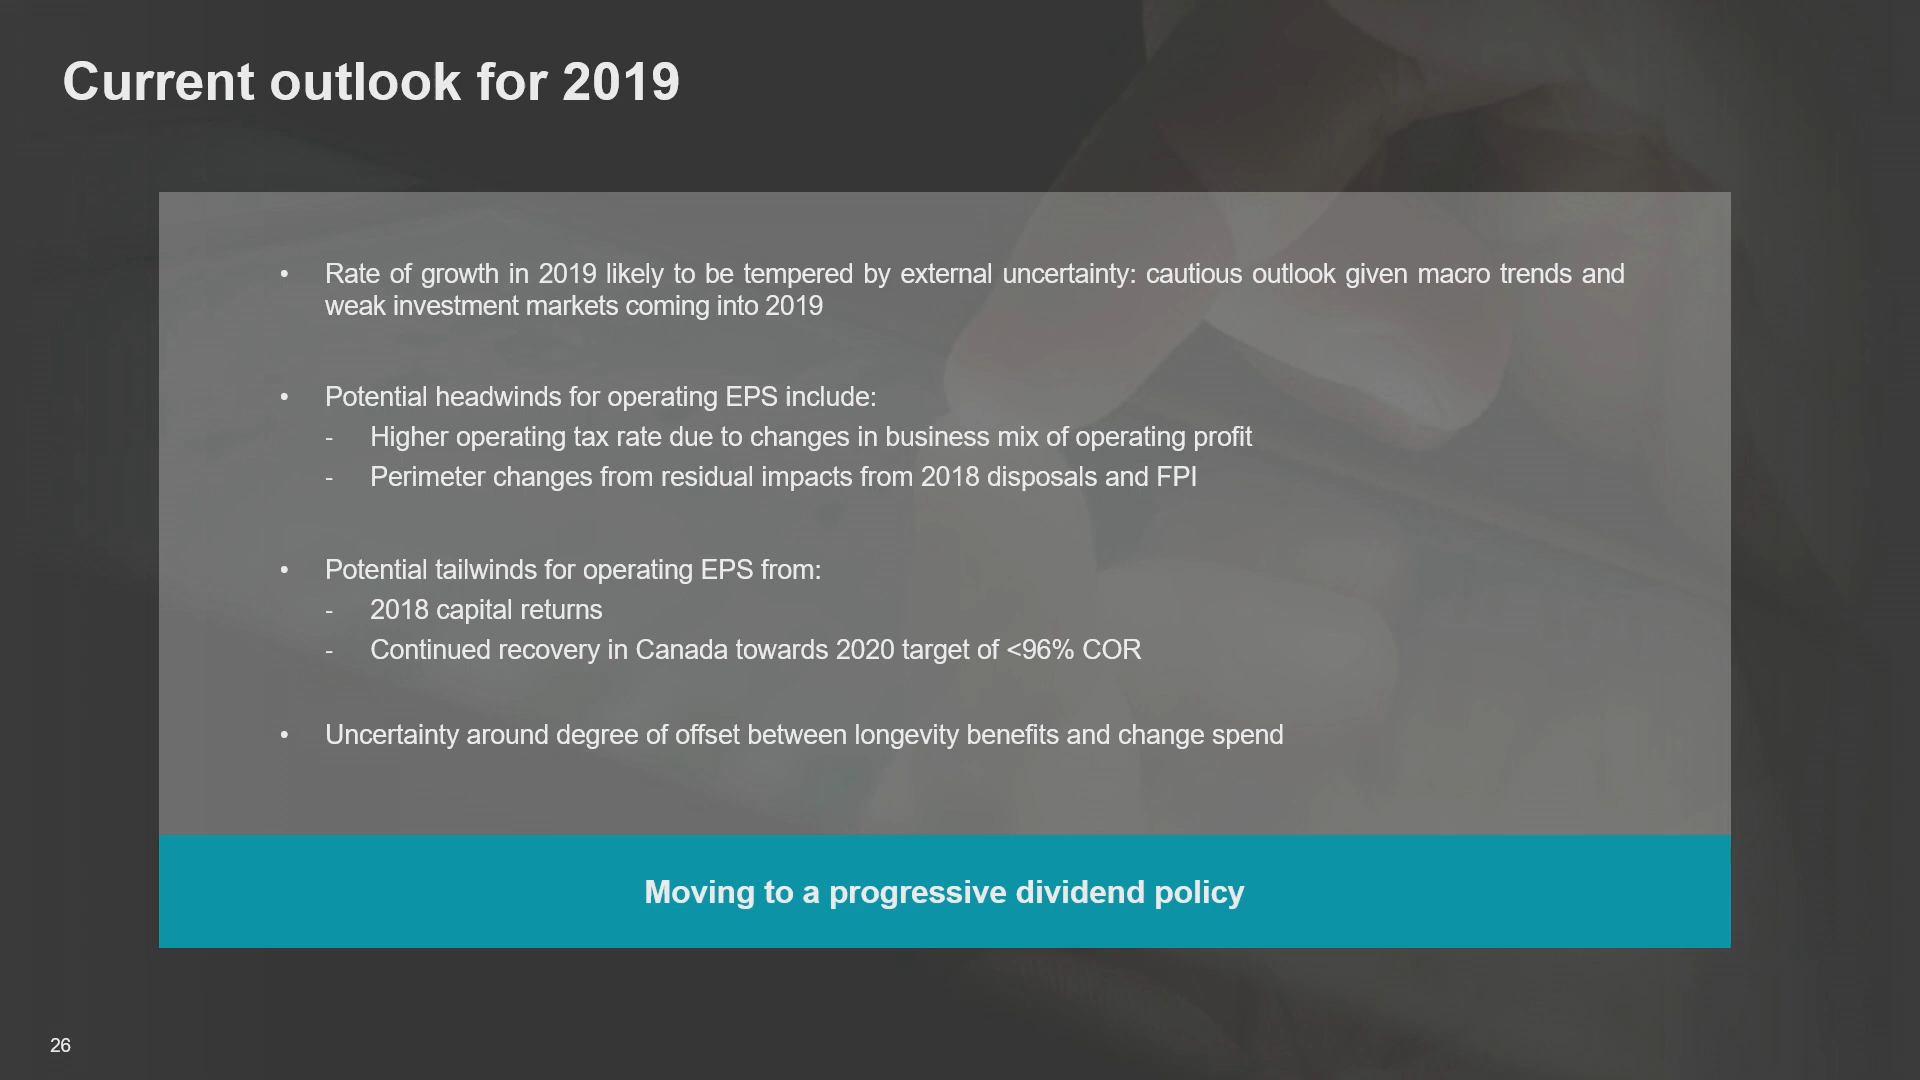 Current outlook for 2019
• Rate of growth in 2019 likely to be tempered by external uncertainty: cautious outlook given macro trends and
weak investment markets coming into 2019
• Potential headwinds for operating EPS include:
- Higher operating tax rate due to changes in business mix of operating profit
- Perimeter changes from residual impacts from 2018 disposals and FPI
• Potential tailwinds for operating EPS from:
- 2018 capital returns
- Continued recovery in Canada towards 2020 target of <96% COR
• Uncertainty around degree of offset between longevity benefits and change spend
Moving to a progressive dividend policy
26